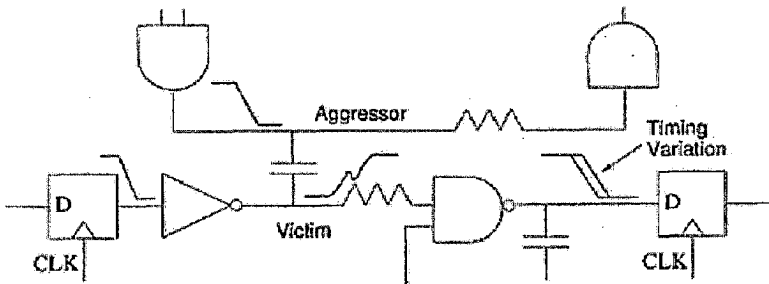 Aggressor
Timing
Variation
D
Victim
D
CLK
CLK